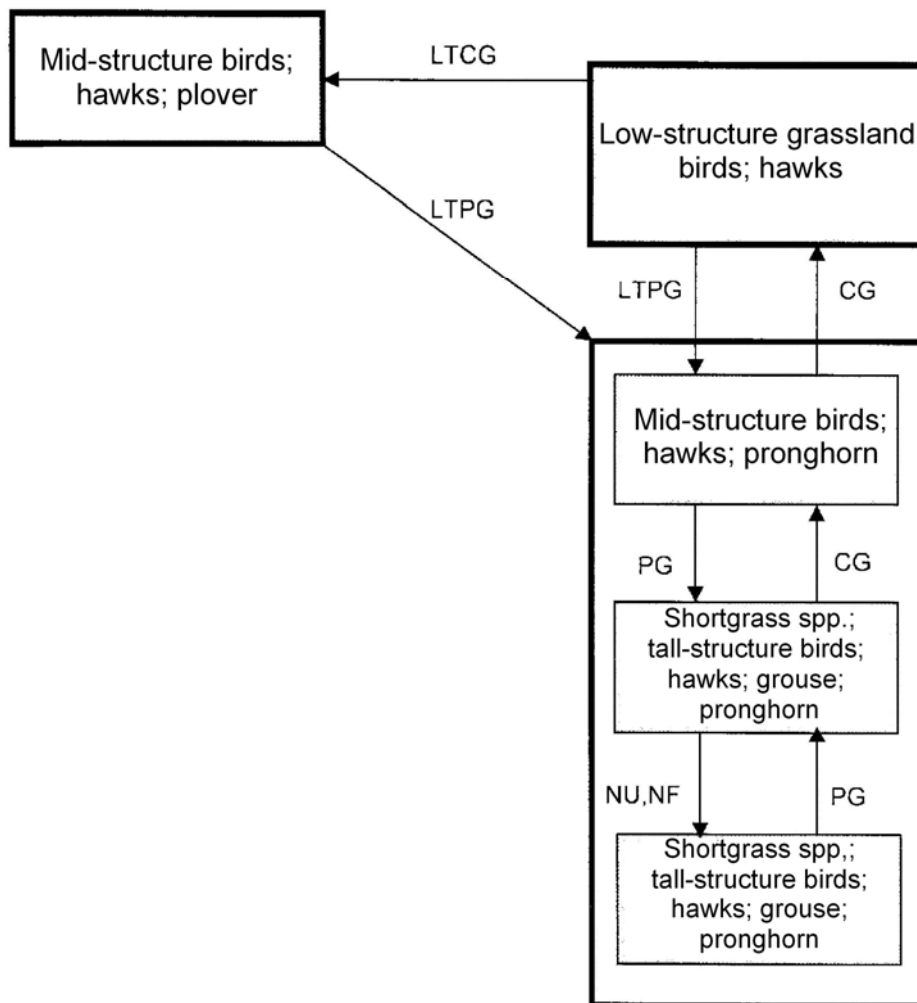 Mid-structure birds;
hawks; plover
LTCG
Low-structure grassland
birds; hawks
LTPG
LTPG
CG
Mid-structure birds;
hawks; pronghorn
PG
CG
Shortgrass spp.;
tall-structure birds;
hawks; grouse;
pronghorn
NU,NF
PG
Shortgrass spp,;
tall-structure birds;
hawks; grouse;
pronghorn